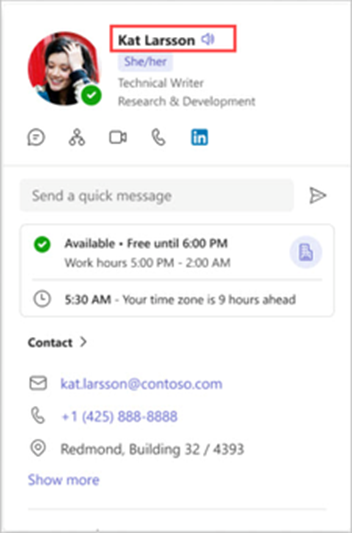 Kat Larsson
She/her
Technical Writer
Research & Development
in
Send a quick message
Available • Free until 6:00 PM
Work hours 5:00 PM - 2:00 AM
5:30 AM - Your time zone is 9 hours ahead
Contact
kat.larsson@contoso.com
+1 (425) 888-8888
Redmond, Building 32 / 4393
Show more